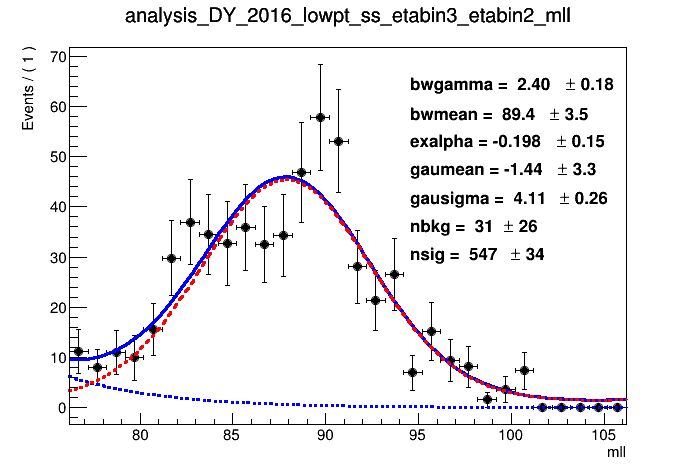 analysis_DY_2016_lowpt_ss_etabin3_etabin2_mll
Events / ( 1 )
70
60
50
40
30
20
10
0
bwgamma = 2.40 ± 0.18
bwmean = 89.4 ± 3.5
exalpha = -0.198 ± 0.15
gaumean = -1.44 ± 3.3
gausigma = 4.11 ± 0.26
nbkg = 31 ± 26
nsig = 547 ± 34
80 85 90 95 100 105
mll